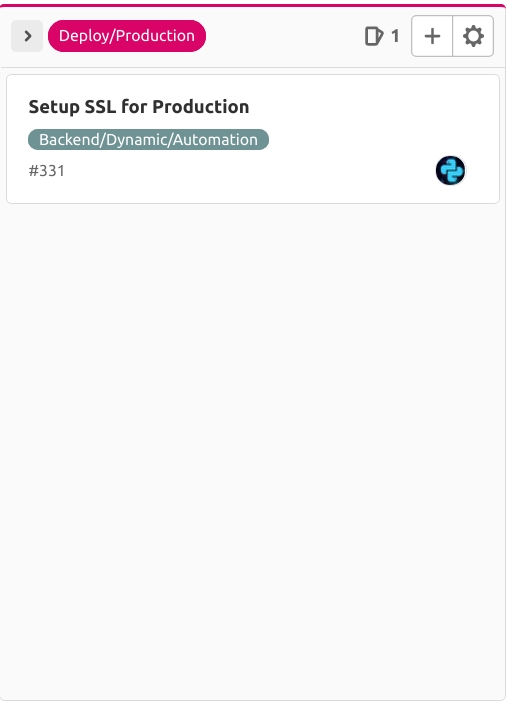 Deploy/Production 1
Setup SSL for Production
Backend/Dynamic/Automation
#331